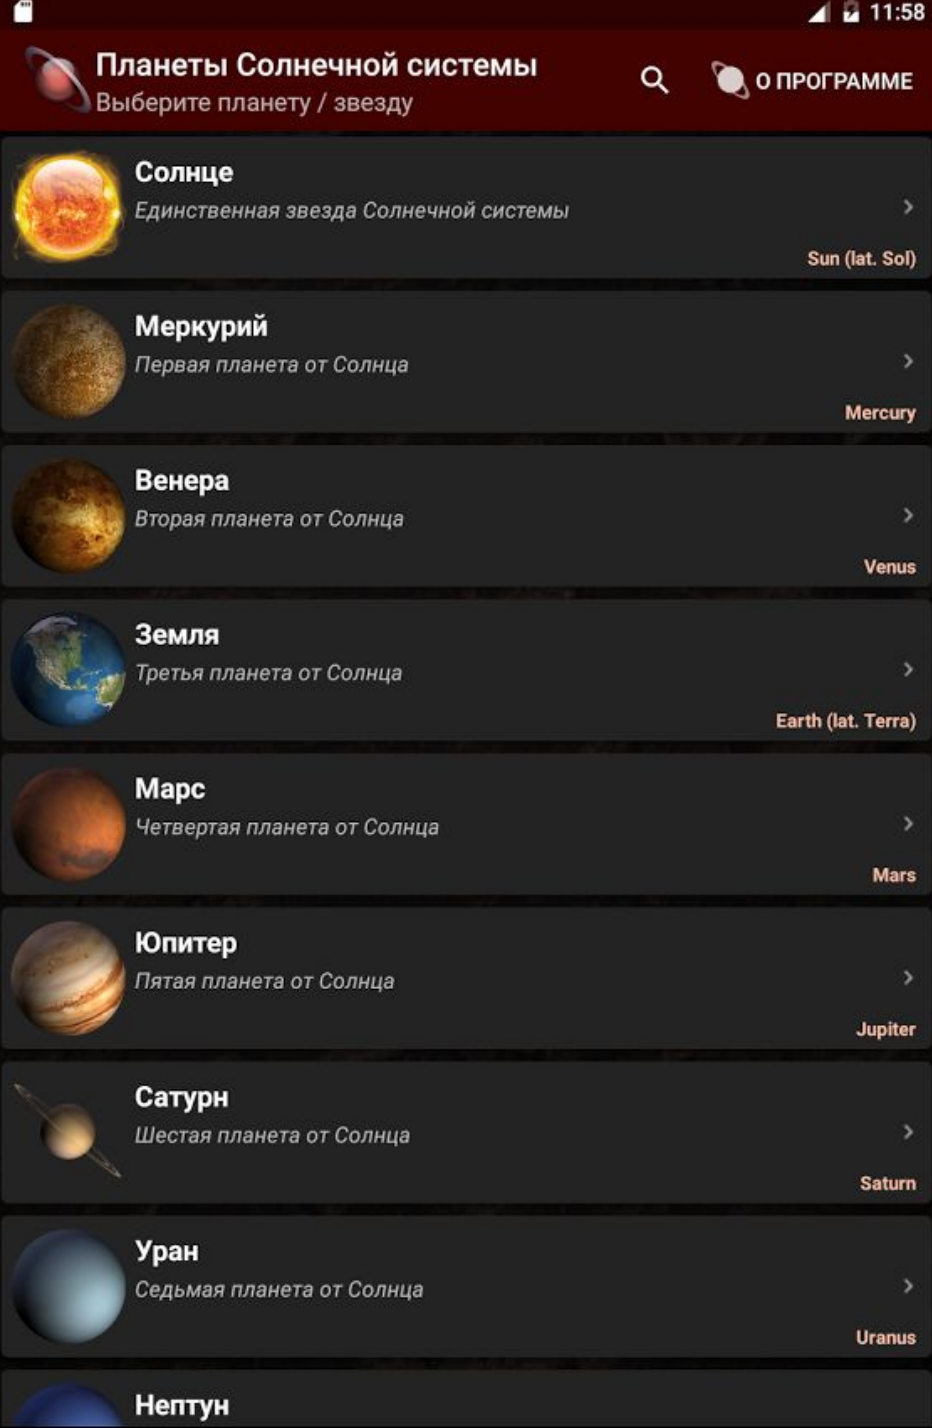 11:58
Планеты Солнечной системы
Выберите планету / звезду
О ПРОГРАММЕ
Солнце
Единственная звезда Солнечной системы
Sun (lat. Sol)
Меркурий
Первая планета от Солнца
Mercury
Венера
Вторая планета от Солнца
Venus
Земля
Третья планета от Солнца
Earth (lat. Terra)
Марс
Четвертая планета от Солнца
Mars
Юпитер
Пятая планета от Солнца
Jupiter
Сатурн
Шестая планета от Солнца
Saturn
Уран
Седьмая планета от Солнца
Uranus
Нептун